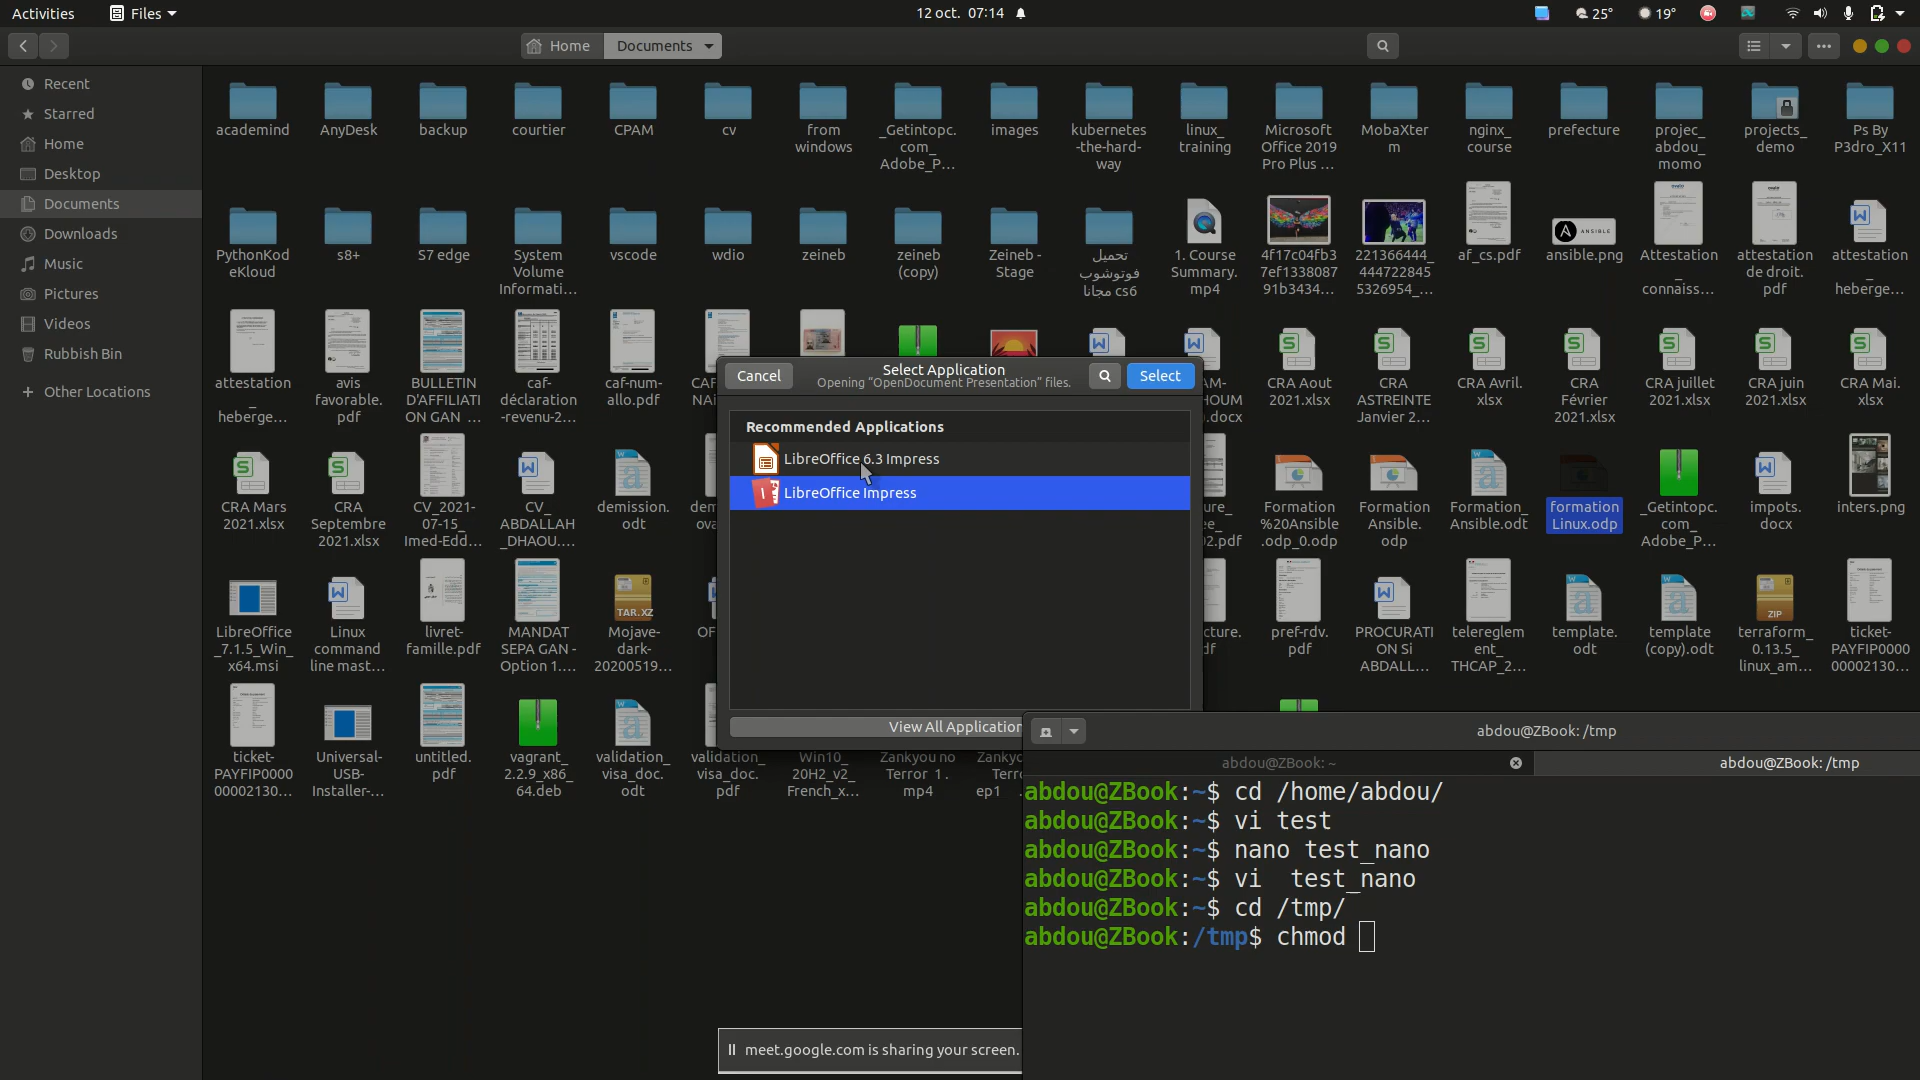 Activities
Files
12 oct. 07:14
25°
19°
Home
Documents
Recent
Starred
Home
Desktop
Documents
Downloads
Music
Pictures
Videos
Rubbish Bin
Other Locations
academind
AnyDesk
backup
courtier
CPAM
cv
from
windows
_Getintopc.
com_
Adobe_P...
images
kubernetes
-the-hard-
way
linux_
training
Microsoft
Office 2019
Pro Plus ...
MobaXter
m
nginx_
course
prefecture
projec_
abdou_
momo
projects_
demo
Ps By
P3dro_X11
PythonKod
eKloud
s8+
S7 edge
System
Volume
Informati...
vscode
wdio
zeineb
zeineb
(copy)
Zeineb -
Stage
تحميل
فوتوشوب
cs6 مجانا
1. Course
Summary.
mp4
4f17c04fb3
7ef1338087
91b3434...
221366444_
444722845
5326954_...
af_cs.pdf
ANSIBLE
ansible.png
Attestation
_
connaiss...
attestation
de droit.
pdf
attestation
_
heberge...
attestation
_
heberge...
avis
favorable.
pdf
BULLETIN
D'AFFILIATI
ON GAN ...
caf-
déclaration
-revenu-2...
caf-num-
allo.pdf
CRA Aout
2021.xlsx
CRA
ASTREINTE
Janvier 2...
CRA Avril.
xlsx
CRA
Février
2021.xlsx
CRA juillet
2021.xlsx
CRA juin
2021.xlsx
CRA Mai.
xlsx
Cancel
Select Application
Opening "OpenDocument Presentation" files.
Select
Recommended Applications
LibreOffice 6.3 Impress
LibreOffice Impress
View All Application
CRA Mars
2021.xlsx
CRA
Septembre
2021.xlsx
CV_2021-
07-15_
Imed-Edd...
CV_
ABDALLAH
_DHAOU....
demission.
odt
Formation
%20Ansible
.odp_0.odp
Formation
Ansible.
odp
Formation_
Ansible.odt
formation
Linux.odp
_Getintopc.
com_
Adobe_P...
impots.
docx
inters.png
LibreOffice
_7.1.5_Win_
x64.msi
Linux
command
line mast...
livret-
famille.pdf
MANDAT
SEPA GAN -
Option 1....
TAR.XZ
Mojave-
dark-
20200519...
pref-rdv.
pdf
PROCURATI
ON Si
ABDALL...
telereglem
ent_
THCAP_2...
template.
odt
template
(copy).odt
ZIP
terraform_
0.13.5_
linux_am...
ticket-
PAYFIP0000
00002130...
ticket-
PAYFIP0000
00002130...
Universal-
USB-
Installer-...
untitled.
pdf
vagrant_
2.2.9_x86_
64.deb
validation_
visa_doc.
odt
validation_
visa_doc.
pdf
Win10_
20H2_v2_
French_x...
Zankyou no
Terror 1 .
mp4
abdou@ZBook: /tmp
abdou@ZBook: ~
abdou@ZBook: /tmp
abdou@ZBook:~$ cd /home/abdou/
abdou@ZBook:~$ vi test
abdou@ZBook:~$ nano test_nano
abdou@ZBook:~$ vi  test_nano
abdou@ZBook:~$ cd /tmp/
abdou@ZBook:/tmp$ chmod
meet.google.com is sharing your screen.